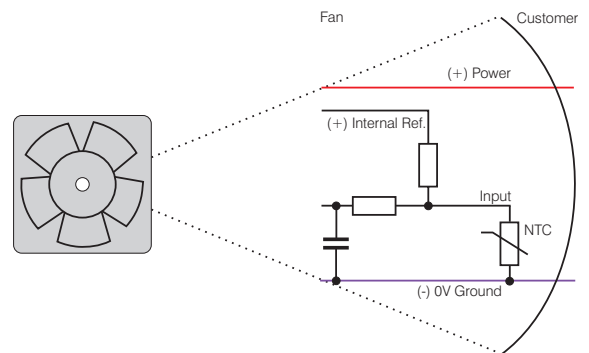 Fan
Customer
(+) Power
(+) Internal Ref.
Input
NTC
(-) 0V Ground